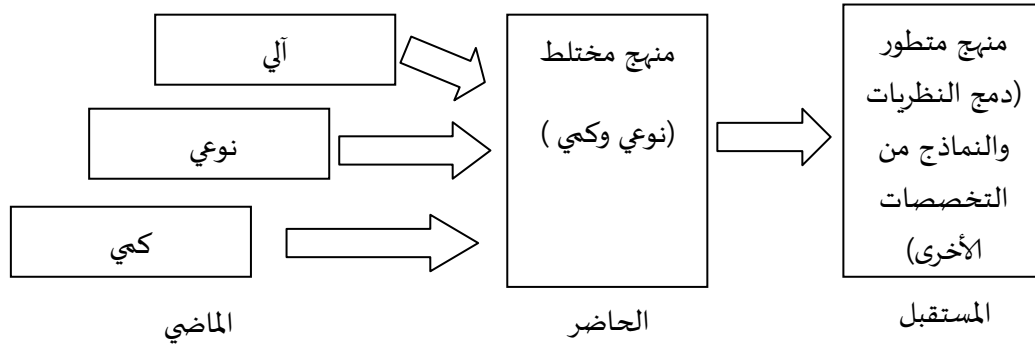 آلي
نوعي
كمي
الماضي
منهج مختلط
(نوعي وكمي )
الحاضر
منهج متطور
(دمج النظريات
والنماذج من
التخصصات
الأخرى)
المستقبل